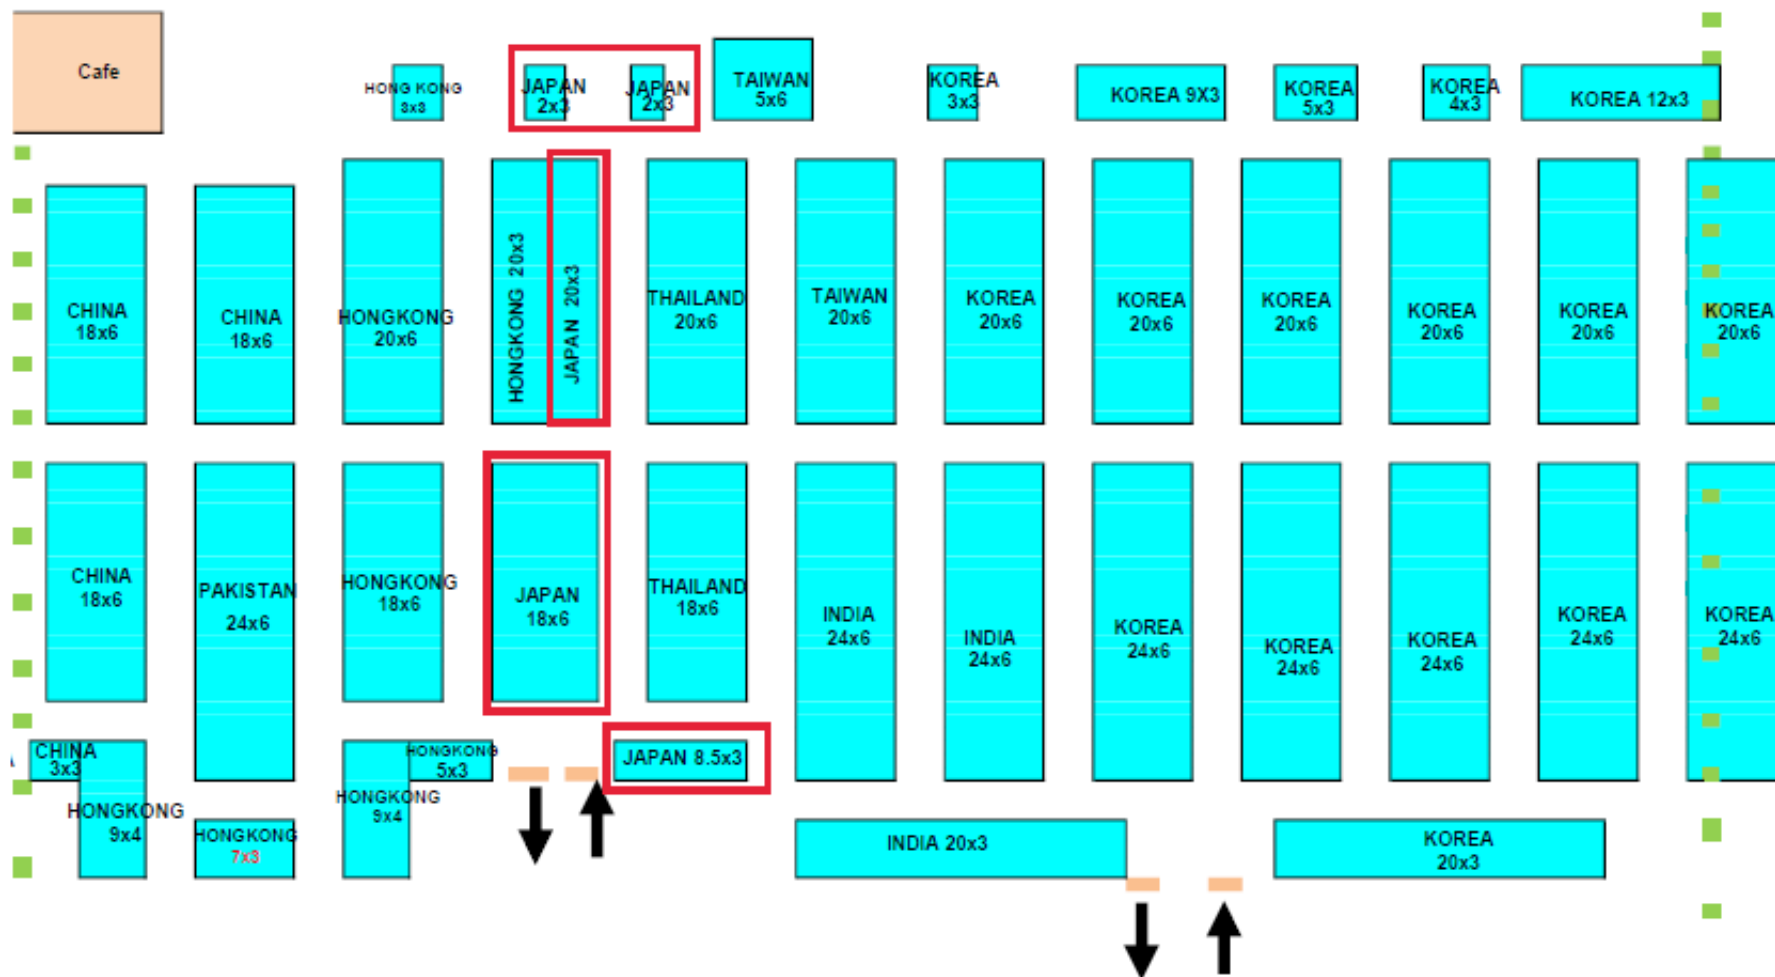 Cafe
HONG KONG
3x3
JAPAN
2x3
JAPAN
2x3
TAIWAN
5x6
KOREA
3x3
KOREA 9X3
KOREA
5x3
KOREA
4x3
KOREA 12x3
CHINA
18x6
CHINA
18x6
HONGKONG
20x6
HONGKONG 20x3
JAPAN 20x3
THAILAND
20x6
TAIWAN
20x6
KOREA
20x6
KOREA
20x6
KOREA
20x6
KOREA
20x6
KOREA
20x6
KOREA
20x6
CHINA
18x6
PAKISTAN
24x6
HONGKONG
18x6
JAPAN
18x6
THAILAND
18x6
INDIA
24x6
INDIA
24x6
KOREA
24x6
KOREA
24x6
KOREA
24x6
KOREA
24x6
KOREA
24x6
CHINA
3x3
HONGKONG
9x4
HONGKONG
7x3
HONGKONG
5x3
HONGKONG
9x4
JAPAN 8.5x3
INDIA 20x3
KOREA
20x3